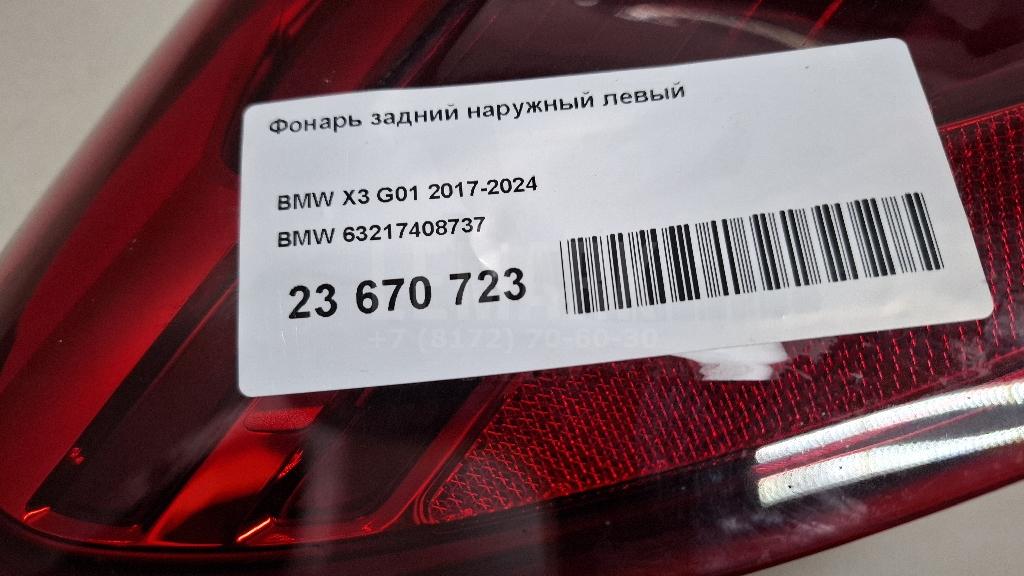 Фонарь задний наружный левый
BMW X3 G01 2017-2024
BMW 63217408737
23 670 723
+7 (8172) 70-60-30